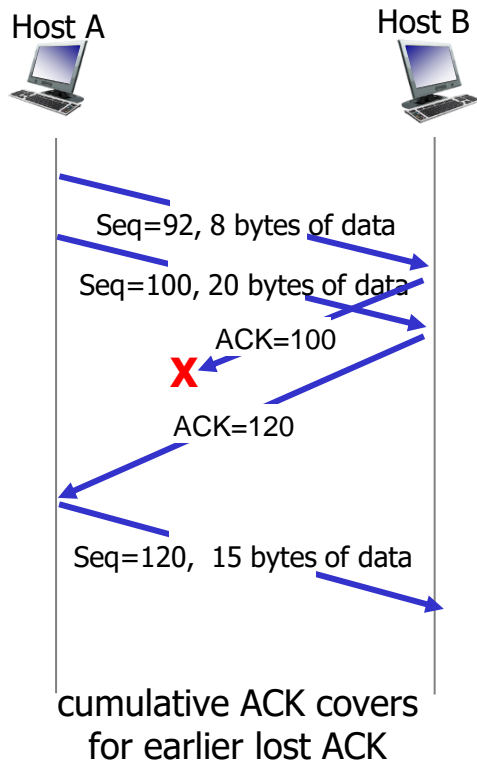 Host A
Host B
Seq=92, 8 bytes of data
Seq=100, 20 bytes of data
ACK=100
X
ACK=120
Seq=120, 15 bytes of data
cumulative ACK covers
for earlier lost ACK